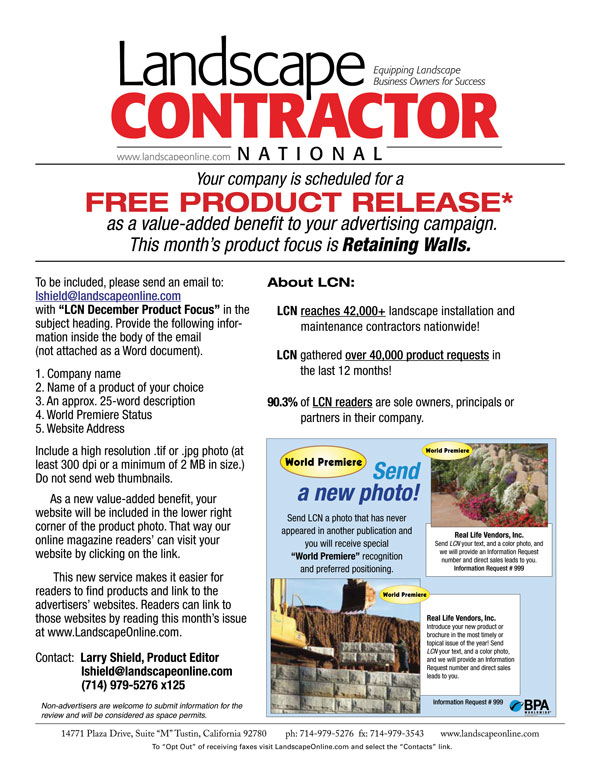 Landscape
Equipping Landscape
Business Owners for Success
CONTRACTOR
www.landscapeonline.com NATIONAL
Your company is scheduled for a
FREE PRODUCT RELEASE*
as a value-added benefit to your advertising campaign.
This month's product focus is Retaining Walls.
To be included, please send an email to:
lshield@landscapeonline.com
with “LCN December Product Focus” in the
subject heading. Provide the following infor-
mation inside the body of the email
(not attached as a Word document).
1. Company name
2. Name of a product of your choice
3. An approx. 25-word description
4. World Premiere Status
5. Website Address
Include a high resolution .tif or .jpg photo (at
least 300 dpi or a minimum of 2 MB in size.)
Do not send web thumbnails.
As a new value-added benefit, your
website will be included in the lower right
corner of the product photo. That way our
online magazine readers’ can visit your
website by clicking on the link.
This new service makes it easier for
readers to find products and link to the
advertisers’ websites. Readers can link to
those websites by reading this month’s issue
at www.LandscapeOnline.com.
Contact: Larry Shield, Product Editor
lshield@landscapeonline.com
(714) 979-5276 x125
Non-advertisers are welcome to submit information for the
review and will be considered as space permits.
About LCN:
LCN reaches 42,000+ landscape installation and
maintenance contractors nationwide!
LCN gathered over 40,000 product requests in
the last 12 months!
90.3% of LCN readers are sole owners, principals or
partners in their company.
World Premiere
Send
a new photo!
Send LCN a photo that has never
appeared in another publication and
you will receive special
“World Premiere” recognition
and preferred positioning.
World Premiere
Real Life Vendors, Inc.
Send LCN your text, and a color photo, and
we will provide an Information Request
number and direct sales leads to you.
Information Request # 999
World Premiere
Real Life Vendors, Inc.
Introduce your new product or
brochure in the most timely or
topical issue of the year! Send
LCN your text, and a color photo,
and we will provide an Information
Request number and direct sales
leads to you.
Information Request # 999
BPA
WORLDWIDE
14771 Plaza Drive, Suite “M” Tustin, California 92780 ph: 714-979-5276 fx: 714-979-3543 www.landscapeonline.com
To “Opt Out” of receiving faxes visit LandscapeOnline.com and select the “Contacts” link.